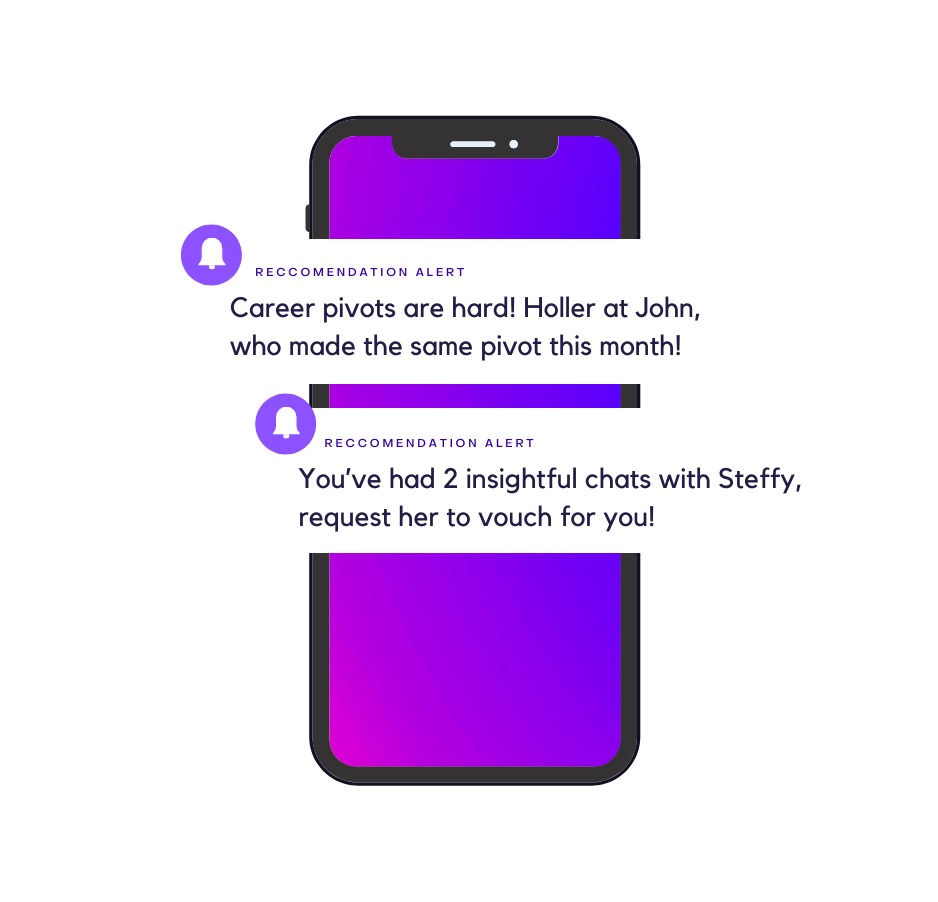 RECCOMENDATION ALERT
Career pivots are hard! Holler at John,
who made the same pivot this month!
RECCOMENDATION ALERT
You've had 2 insightful chats with Steffy,
request her to vouch for you!